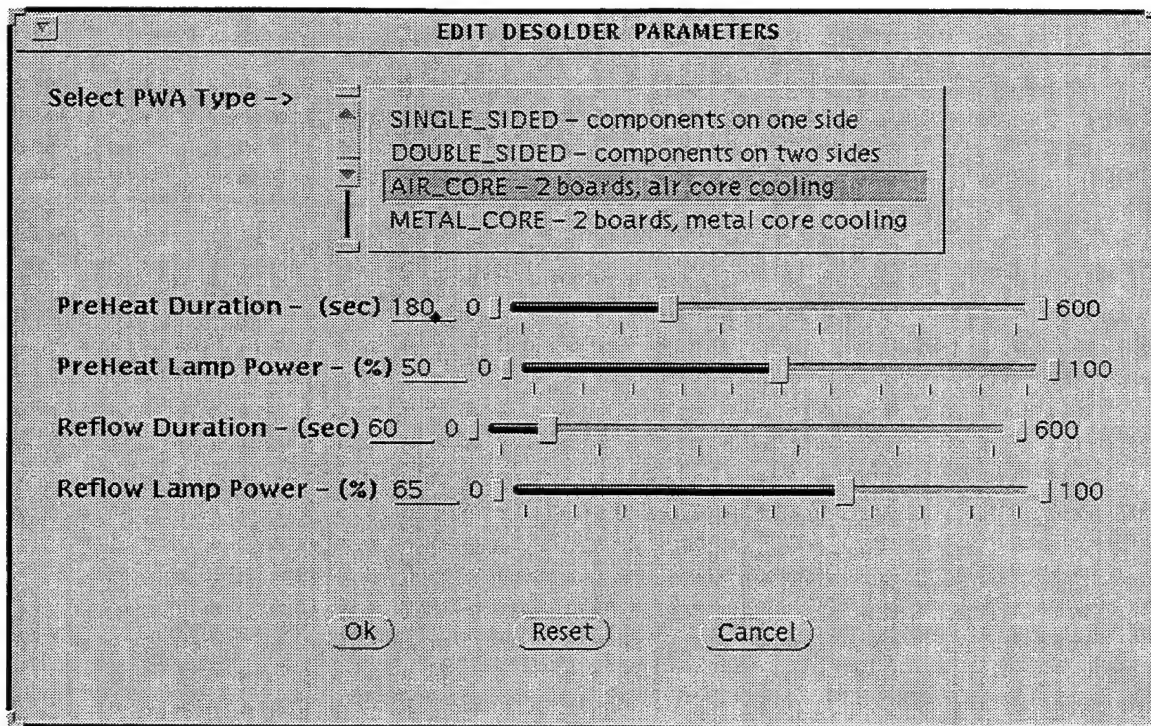 EDIT DESOLDER PARAMETERS
Select PWA Type –>
SINGLE_SIDED – components on one side
DOUBLE_SIDED – components on two sides
AIR_CORE – 2 boards, air core cooling
METAL_CORE – 2 boards, metal core cooling
PreHeat Duration – (sec) 180 0 600
PreHeat Lamp Power – (%) 50 0 100
Reflow Duration – (sec) 60 0 600
Reflow Lamp Power – (%) 65 0 100
Ok Reset Cancel